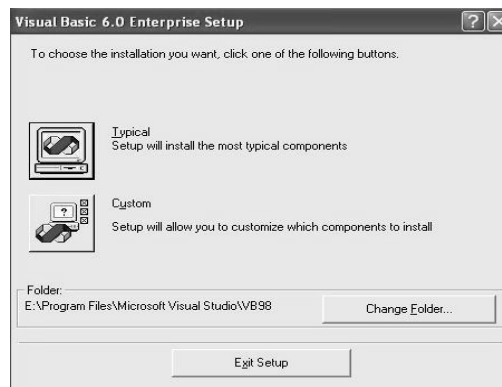 Visual Basic 6.0 Enterprise Setup
To choose the installation you want, click one of the following buttons.
Typical
Setup will install the most typical components
?
Custom
Setup will allow you to customize which components to install
Folder:
E:\Program Files\Microsoft Visual Studio\VB98
Change Folder...
Exit Setup